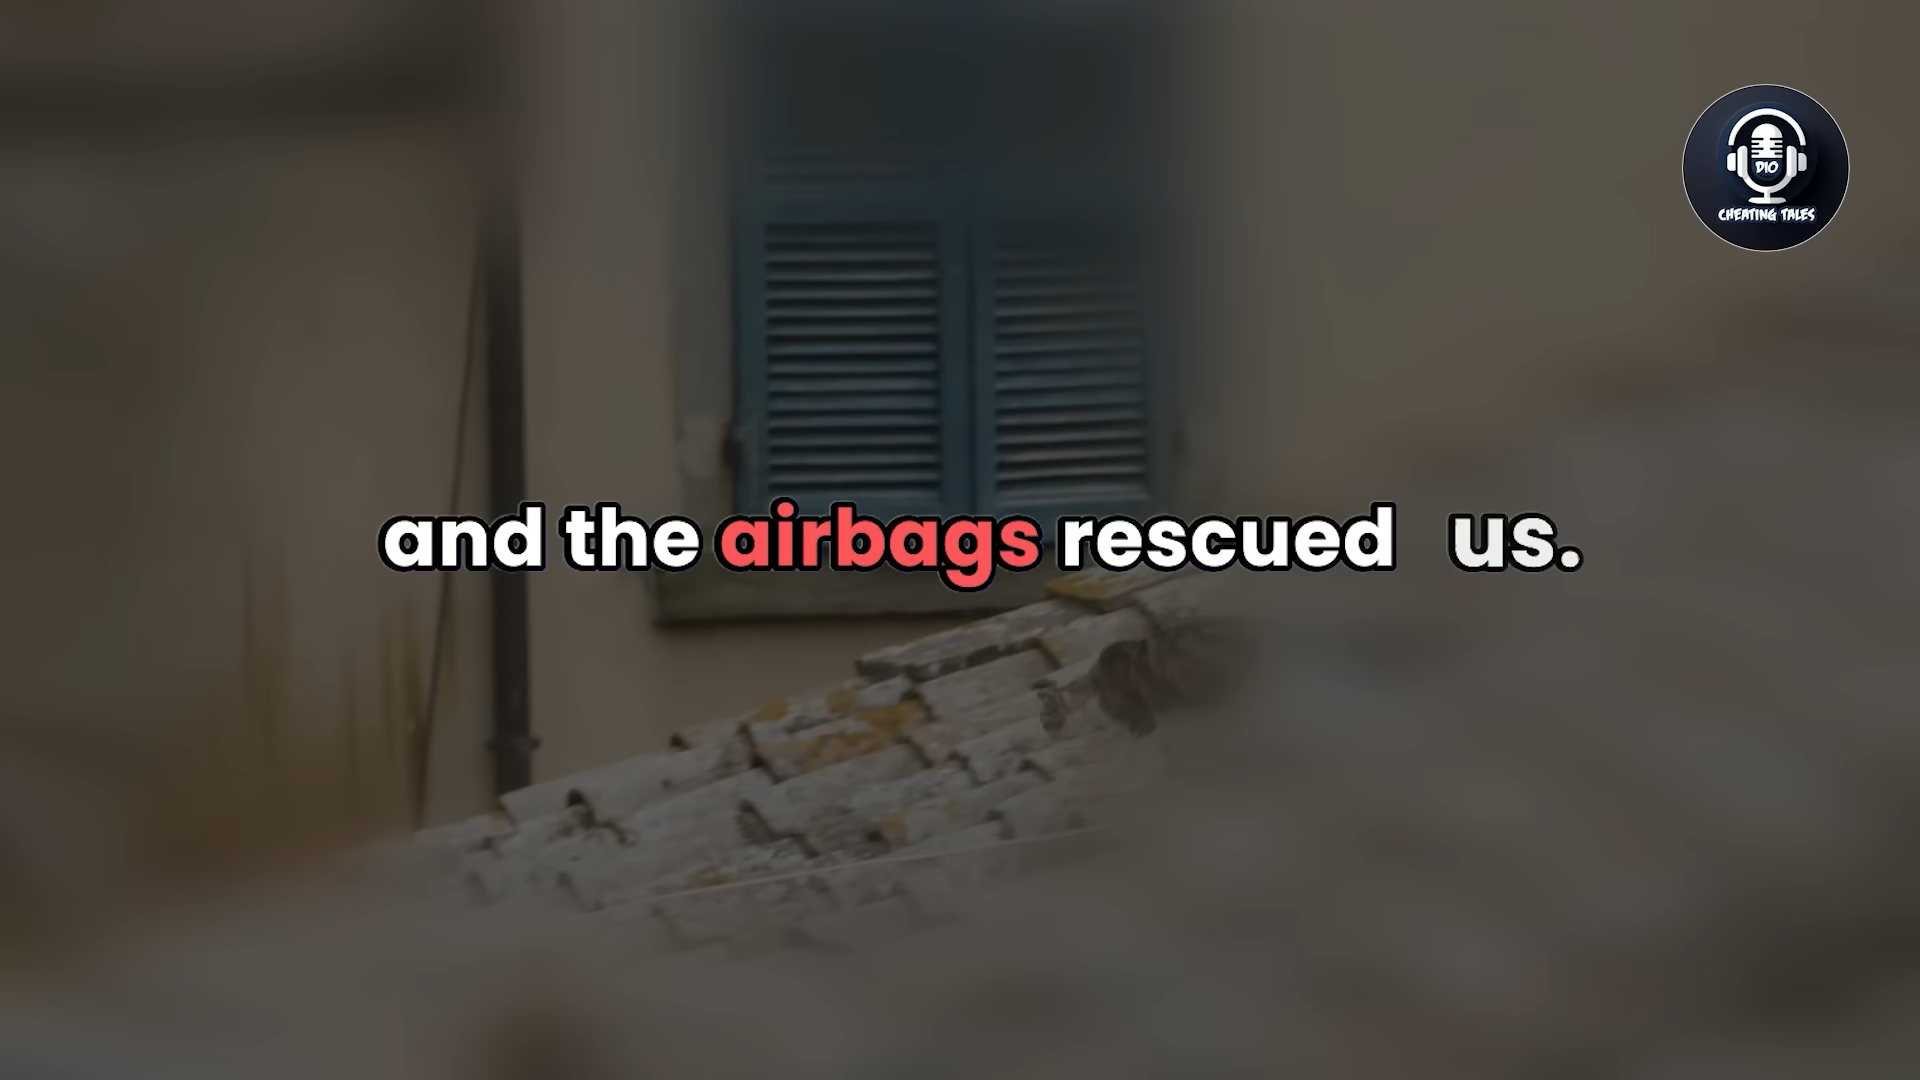 DIO
CHEATING TALES
and the airbags rescued us.